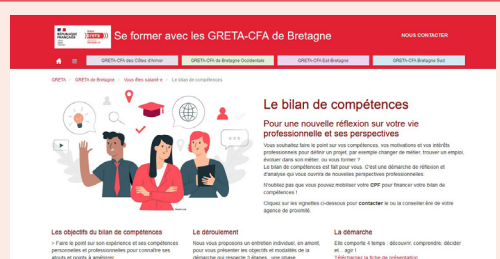 RÉPUBLIQUE
FRANÇAISE
greta
Se former avec les GRETA-CFA de Bretagne
NOUS CONTACTER
GRETA-CFA des Côtes d'Armor
GRETA-CFA de Bretagne Occidentale
GRETA-CFA Est Bretagne
GRETA-CFA Bretagne Sud
GRETA > GRETA de Bretagne > Vous êtes salarié·e > Le bilan de compétences
Le bilan de compétences
Pour une nouvelle réflexion sur votre vie
professionnelle et ses perspectives
Vous souhaitez faire le point sur vos compétences, vos motivations et vos intérêts
professionnels pour définir un projet, par exemple changer de métier, trouver un emploi,
évoluer dans son métier, ou vous former ?
Le bilan de compétences est fait pour vous. C'est une démarche de réflexion et
d'analyse qui vous ouvrira de nouvelles perspectives professionnelles.
N'oubliez pas que vous pouvez mobiliser votre CPF pour financer votre bilan de
compétences !
Cliquez sur les vignettes ci-dessous pour contacter le ou la conseiller·ère de votre
agence de proximité.
Les objectifs du bilan de compétences
> Faire le point sur son expérience et ses compétences
personnelles et professionnelles pour connaître ses
atouts et points à améliorer
Le déroulement
Nous vous proposons un entretien individuel, en amont,
pour vous présenter les objectifs et modalités de la
démarche qui respecte 3 étapes : une phase
La démarche
Elle comporte 4 temps : découvrir, comprendre, décider
et... agir !
Téléchargez la fiche de présentation